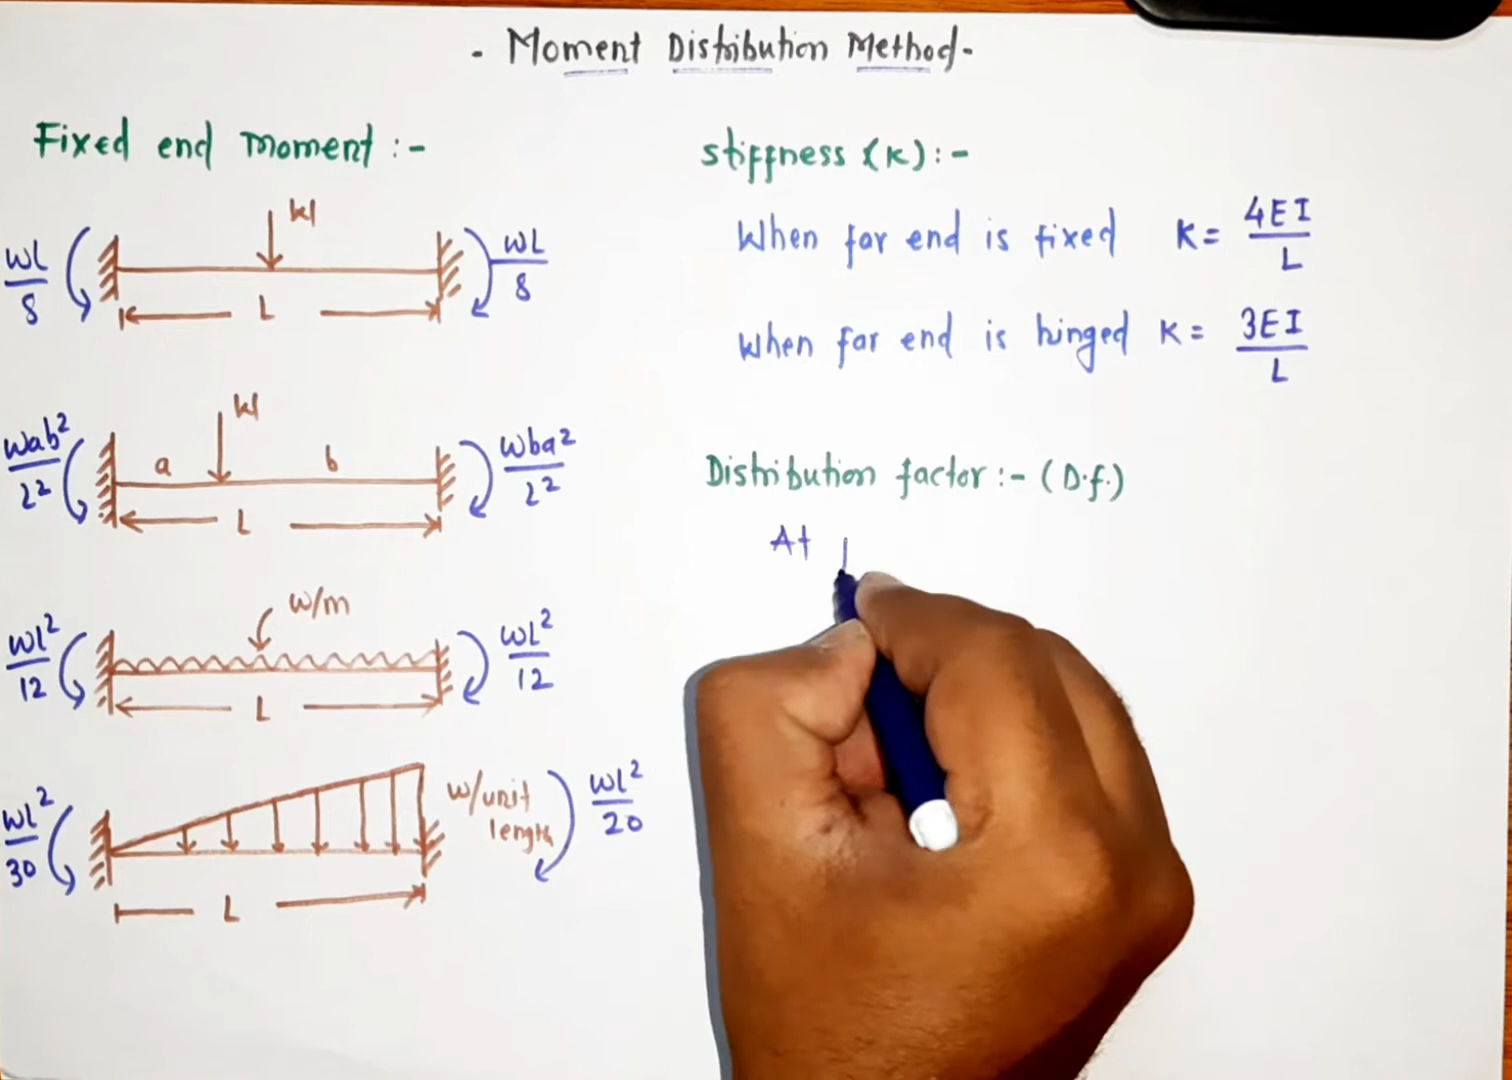 - Moment Distribution Method -
Fixed end moment :-
W
WL/8
L
WL/8
W
Wab²/L²
a
b
L
Wba²/L²
W/m
WL²/12
L
WL²/12
W/unit
length
WL²/30
L
WL²/20
Stiffness (K) :-
When far end is fixed K = 4EI/L
When far end is hinged K = 3EI/L
Distribution factor :- (D.f.)
At